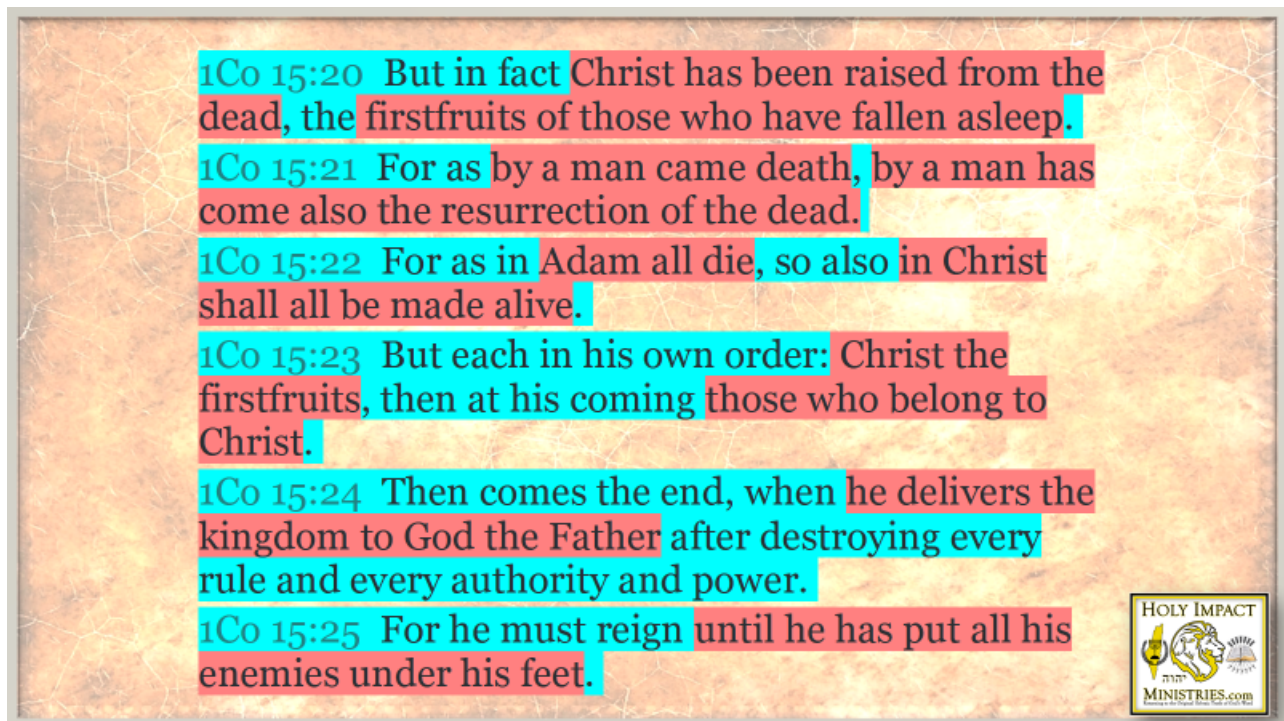 1Co 15:20 But in fact Christ has been raised from the
dead, the firstfruits of those who have fallen asleep.
1Co 15:21 For as by a man came death, by a man has
come also the resurrection of the dead.
1Co 15:22 For as in Adam all die, so also in Christ
shall all be made alive.
1Co 15:23 But each in his own order: Christ the
firstfruits, then at his coming those who belong to
Christ.
1Co 15:24 Then comes the end, when he delivers the
kingdom to God the Father after destroying every
rule and every authority and power.
1Co 15:25 For he must reign until he has put all his
enemies under his feet.
HOLY IMPACT
יהוה
MINISTRIES.com